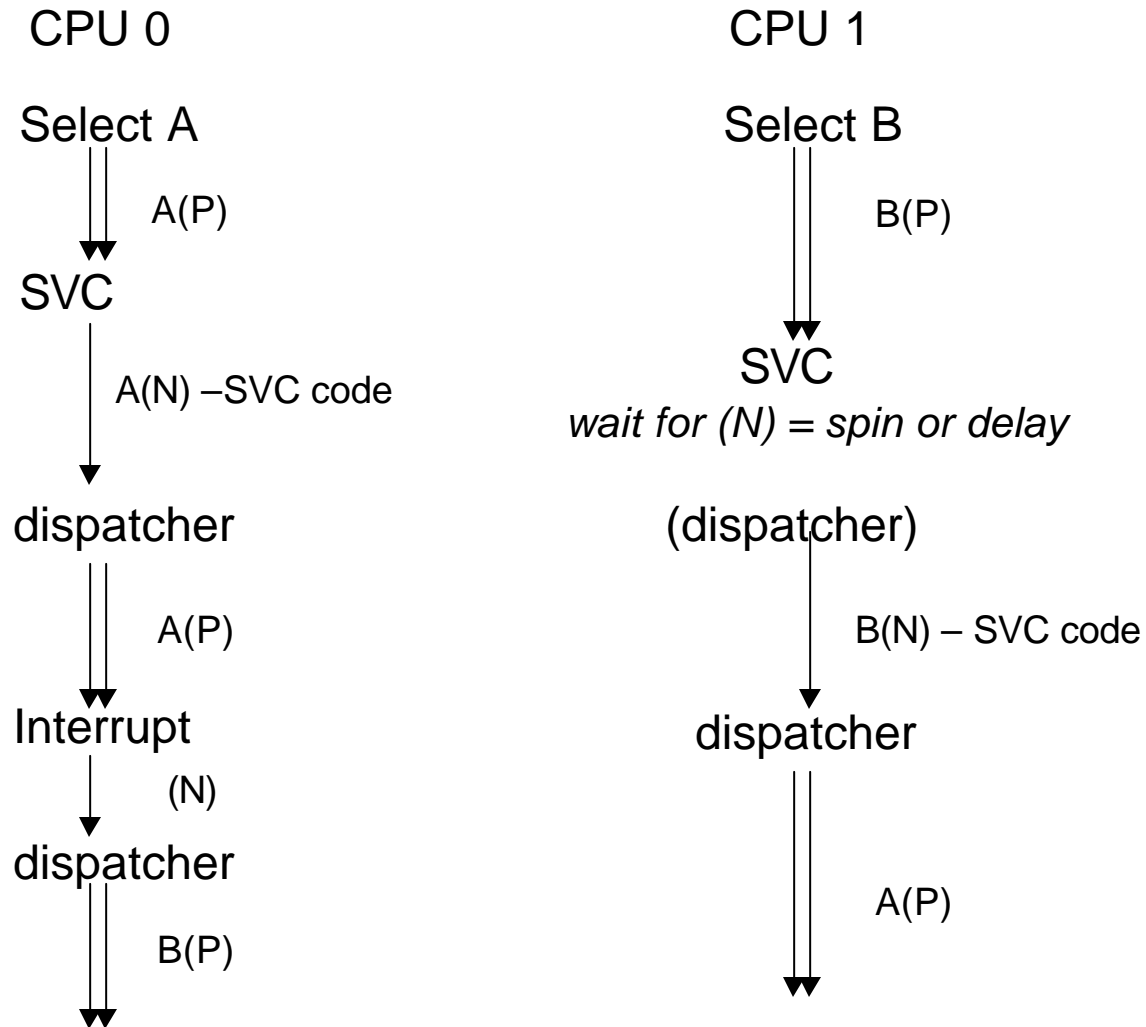 CPU 0
Select A
A(P)
SVC
A(N) –SVC code
dispatcher
A(P)
Interrupt
(N)
dispatcher
B(P)
CPU 1
Select B
B(P)
SVC
wait for (N) = spin or delay
(dispatcher)
B(N) – SVC code
dispatcher
A(P)